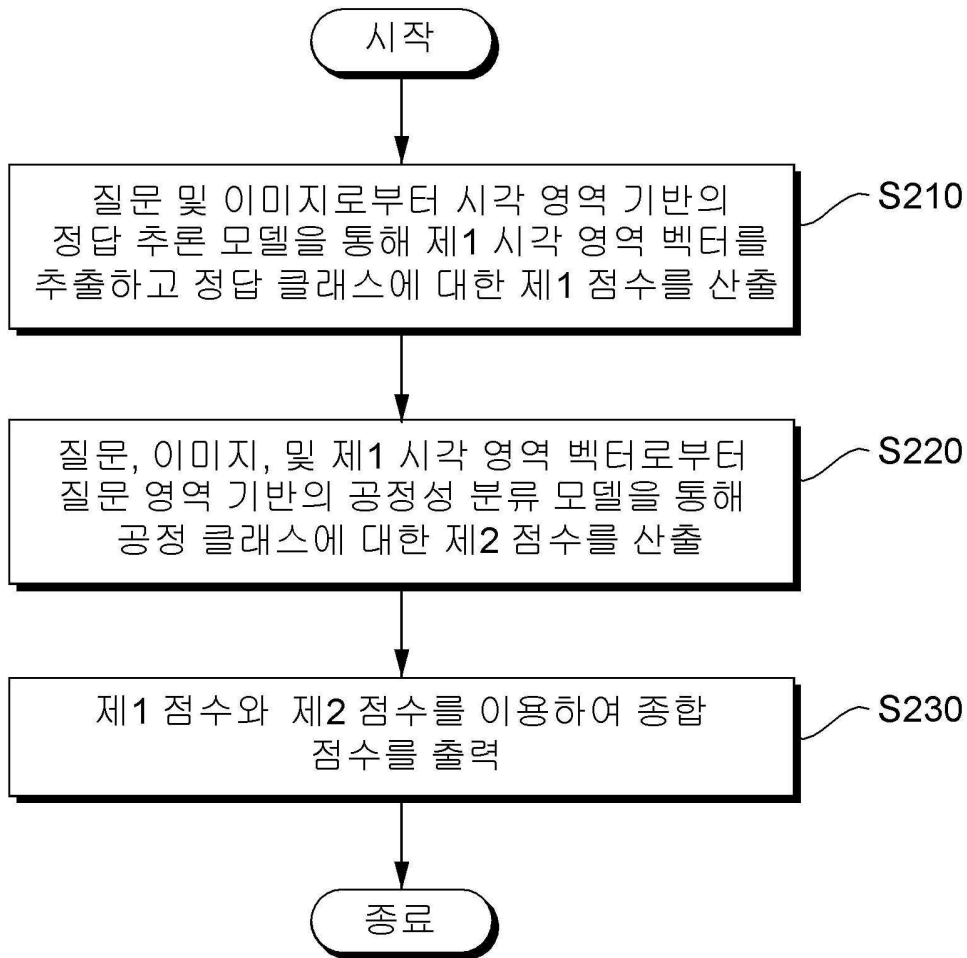 시작
질문 및 이미지로부터 시각 영역 기반의
정답 추론 모델을 통해 제1 시각 영역 벡터를
추출하고 정답 클래스에 대한 제1 점수를 산출
S210
질문, 이미지, 및 제1 시각 영역 벡터로부터
질문 영역 기반의 공정성 분류 모델을 통해
공정 클래스에 대한 제2 점수를 산출
S220
제1 점수와 제2 점수를 이용하여 종합
점수를 출력
S230
종료